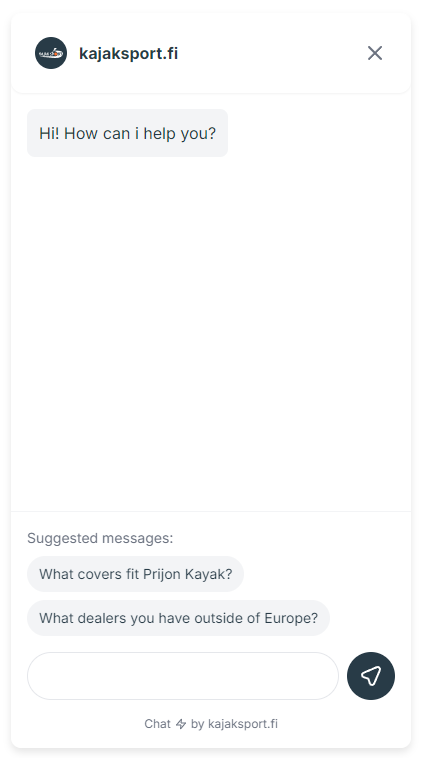 kajaksport.fi
Hi! How can i help you?
Suggested messages:
What covers fit Prijon Kayak?
What dealers you have outside of Europe?
Chat by kajaksport.fi